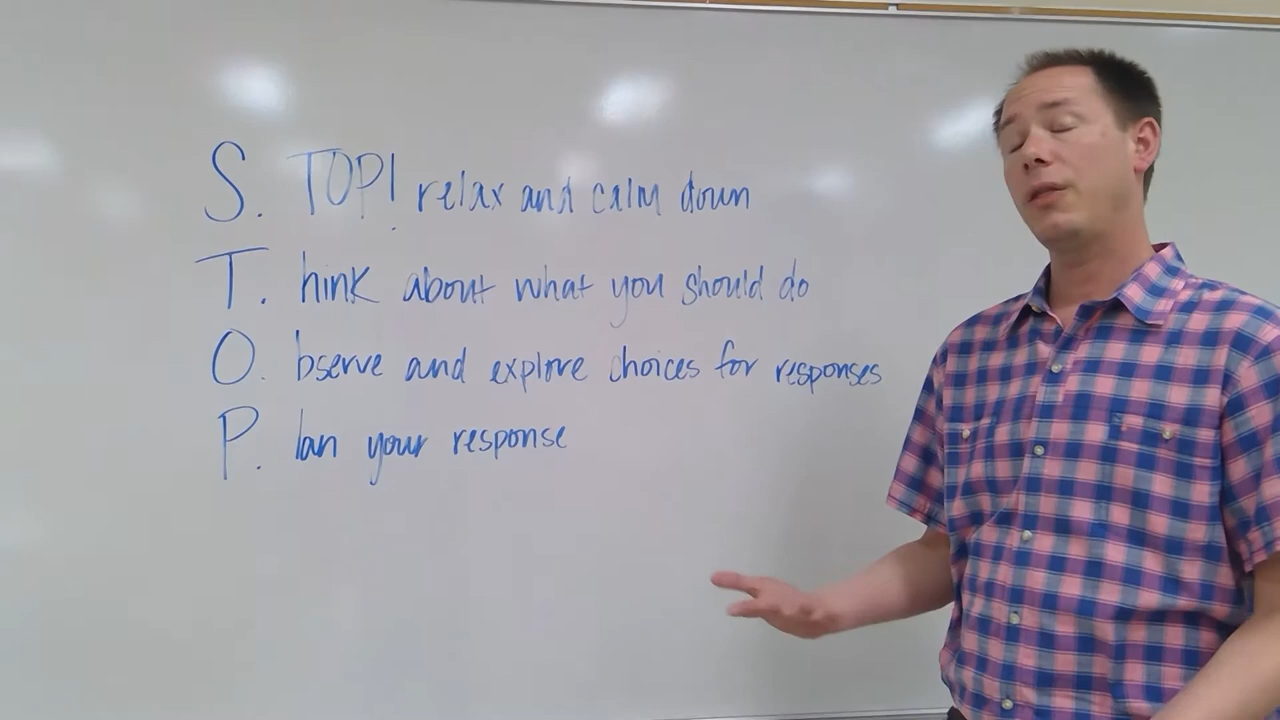 S. TOP! relax and calm down
T. hink about what you should do
O. bserve and explore choices for responses
P. lan your response